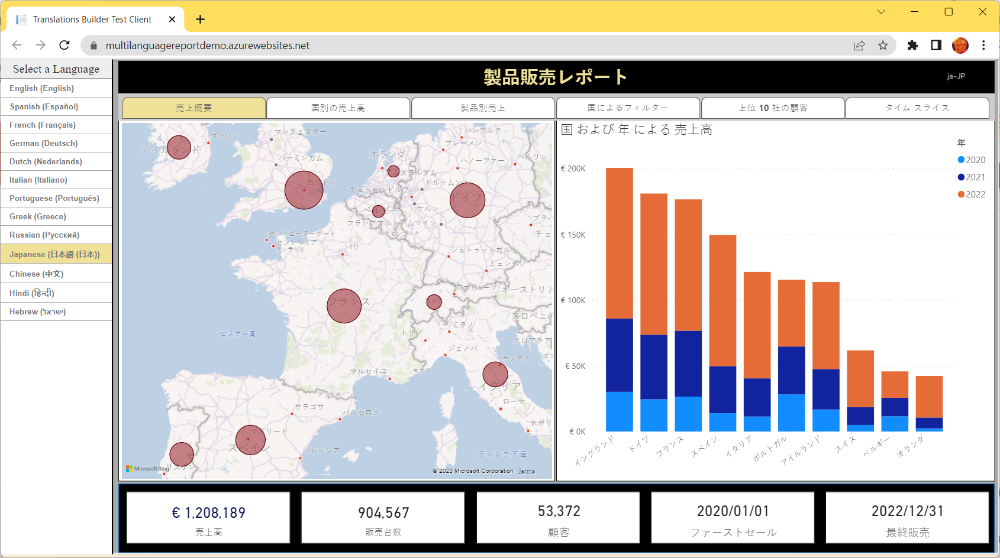 Translations Builder Test Client
multilanguagereportdemo.azurewebsites.net
Select a Language
English (English)
Spanish (Español)
French (Français)
German (Deutsch)
Dutch (Nederlands)
Italian (Italiano)
Portuguese (Português)
Greek (Greece)
Russian (Русский)
Japanese (日本語 (日本))
Chinese (中文)
Hindi (हिन्दी)
Hebrew (ישראל)
製品販売レポート
ja-JP
売上概要
国別の売上高
製品別売上
国によるフィルター
上位 10 社の顧客
タイム スライス
マンチェスター
ダブリン
アイルランド
バーミンガム
ロンドン
オランダ
アムステルダム
ハンブルク
ブレーメン
ハノーファー
ベルリン
ドルトムント
デュッセルドルフ
ドイツ
ケルン
ベルギー
フランクフルトアムマイン
ルクセンブルク
プラハ
チェ
セントピーターポート
セントヘリア
サンテリエ
パリ
シュトゥットガルト
ミュンヘン
ファドゥーツ
オーストリア
フランス
スイス
スロベニア
ミラノ
トリノ
クロアチア
ジェノバ
ビスケー湾
サンマリノ
ボス
マルセイユ
モナコ
イタリア
アンドラ
ローマ
サラゴサ
バルセロナ
ナポリ
マドリード
スペイン
バレンシア
ティレニア海
リスボン
Microsoft Bing
© 2023 Microsoft Corporation Terms
国 および 年 による 売上高
年
2020
2021
2022
€ 200K
€ 150K
€ 100K
€ 50K
€ 0K
イングランド
ドイツ
フランス
スペイン
イタリア
ポルトガル
アイルランド
スイス
ベルギー
オランダ
€ 1,208,189
売上高
904,567
販売台数
53,372
顧客
2020/01/01
ファーストセール
2022/12/31
最終販売